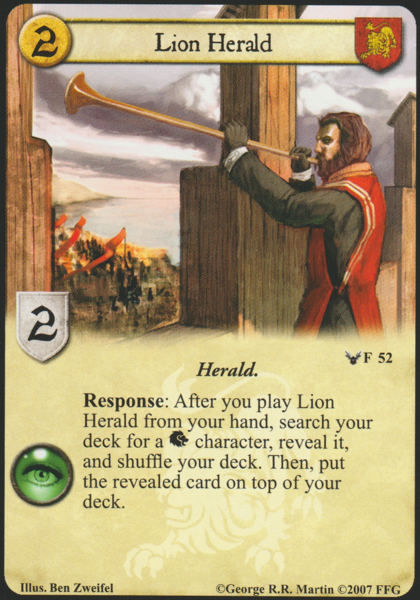 2
Lion Herald
2
Herald.
F 52
Response: After you play Lion
Herald from your hand, search your
deck for a character, reveal it,
and shuffle your deck. Then, put
the revealed card on top of your
deck.
Illus. Ben Zweifel
©George R.R. Martin ©2007 FFG